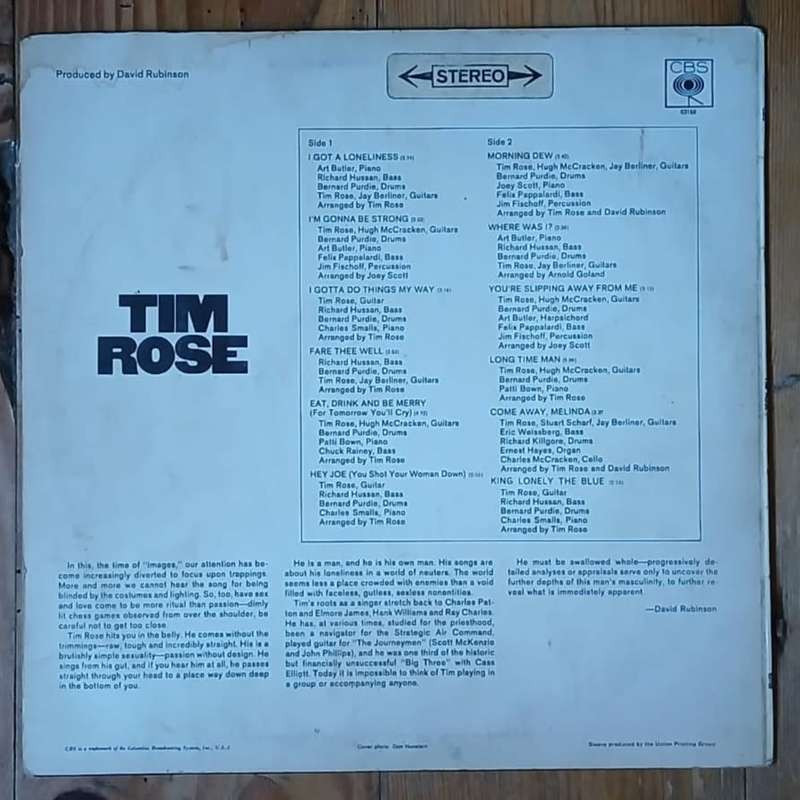 Produced by David Rubinson
STEREO
CBS
63168
TIM
ROSE
Side 1
I GOT A LONELINESS
Art Butler, Piano
Richard Hussan, Bass
Bernard Purdie, Drums
Tim Rose, Jay Berliner, Guitars
Arranged by Tim Rose
I'M GONNA BE STRONG
Tim Rose, Hugh McCracken, Guitars
Bernard Purdie, Drums
Art Butler, Piano
Felix Pappalardi, Bass
Jim Fischoff, Percussion
Arranged by Joey Scott
I GOTTA DO THINGS MY WAY
Tim Rose, Guitar
Richard Hussan, Bass
Bernard Purdie, Drums
Charles Smalls, Piano
Arranged by Tim Rose
FARE THEE WELL
Richard Hussan, Bass
Bernard Purdie, Drums
Tim Rose, Jay Berliner, Guitars
Arranged by Tim Rose
EAT, DRINK AND BE MERRY
(For Tomorrow You'll Cry)
Tim Rose, Hugh McCracken, Guitars
Bernard Purdie, Drums
Patti Bown, Piano
Chuck Rainey, Bass
Arranged by Tim Rose
HEY JOE (You Shot Your Woman Down)
Tim Rose, Guitar
Richard Hussan, Bass
Bernard Purdie, Drums
Charles Smalls, Piano
Arranged by Tim Rose
Side 2
MORNING DEW
Tim Rose, Hugh McCracken, Jay Berliner, Guitars
Bernard Purdie, Drums
Joey Scott, Piano
Felix Pappalardi, Bass
Jim Fischoff, Percussion
Arranged by Tim Rose and David Rubinson
WHERE WAS I?
Art Butler, Piano
Richard Hussan, Bass
Bernard Purdie, Drums
Tim Rose, Jay Berliner, Guitars
Arranged by Arnold Goland
YOU'RE SLIPPING AWAY FROM ME
Tim Rose, Hugh McCracken, Guitars
Bernard Purdie, Drums
Art Butler, Harpsichord
Felix Pappalardi, Bass
Jim Fischoff, Percussion
Arranged by Joey Scott
LONG TIME MAN
Tim Rose, Hugh McCracken, Guitars
Bernard Purdie, Drums
Patti Bown, Piano
Arranged by Tim Rose
COME AWAY, MELINDA
Tim Rose, Stuart Scharf, Jay Berliner, Guitars
Eric Weissberg, Bass
Richard Killgore, Drums
Ernest Hayes, Organ
Charles McCracken, Cello
Arranged by Tim Rose and David Rubinson
KING LONELY THE BLUE
Tim Rose, Guitar
Richard Hussan, Bass
Bernard Purdie, Drums
Charles Smalls, Piano
Arranged by Tim Rose
In this, the time of "images," our attention has be-
come increasingly diverted to focus upon trappings.
More and more we cannot hear the song for being
blinded by the costumes and lighting. So, too, have sex
and love come to be more ritual than passion—dimly
lit chess games observed from over the shoulder, be
careful not to get too close.
Tim Rose hits you in the belly. He comes without the
trimmings—raw, tough and incredibly straight. His is a
brutishly simple sexuality—passion without design. He
sings from his gut, and if you hear him at all, he passes
straight through your head to a place way down deep
in the bottom of you.
He is a man, and he is his own man. His songs are
about his loneliness in a world of neuters. The world
seems less a place crowded with enemies than a void
filled with faceless, gutless, sexless nonentities.
Tim's roots as a singer stretch back to Charles Pat-
ton and Elmore James, Hank Williams and Ray Charles.
He has, at various times, studied for the priesthood,
been a navigator for the Strategic Air Command,
played guitar for "The Journeymen" (Scott McKenzie
and John Phillips), and he was one third of the historic
but financially unsuccessful "Big Three" with Cass
Elliott. Today it is impossible to think of Tim playing in
a group or accompanying anyone.
He must be swallowed whole—progressively de-
tailed analyses or appraisals serve only to uncover the
further depths of this man's masculinity, to further re-
veal what is immediately apparent.
—David Rubinson
CBS is a trademark of the Columbia Broadcasting System, Inc., U.S.A.
Cover photo: Don Hunstein
Sleeve produced by the Union Printing Group